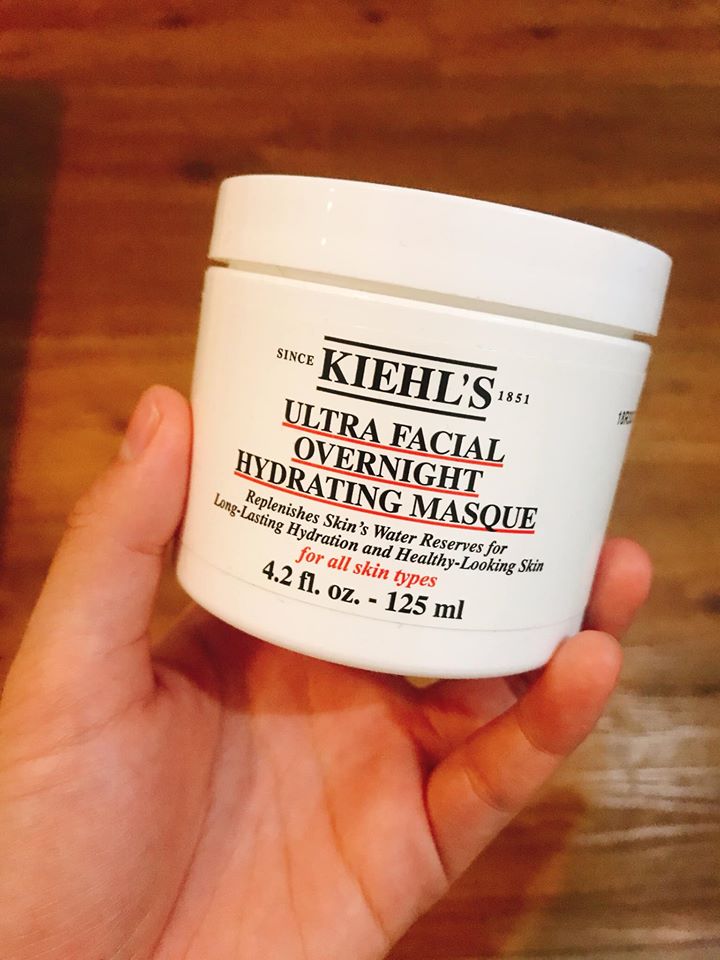 SINCE KIEHL'S 1851
ULTRA FACIAL
OVERNIGHT
HYDRATING MASQUE
Replenishes Skin's Water Reserves for
Long-Lasting Hydration and Healthy-Looking Skin
for all skin types
4.2 fl. oz. - 125 ml